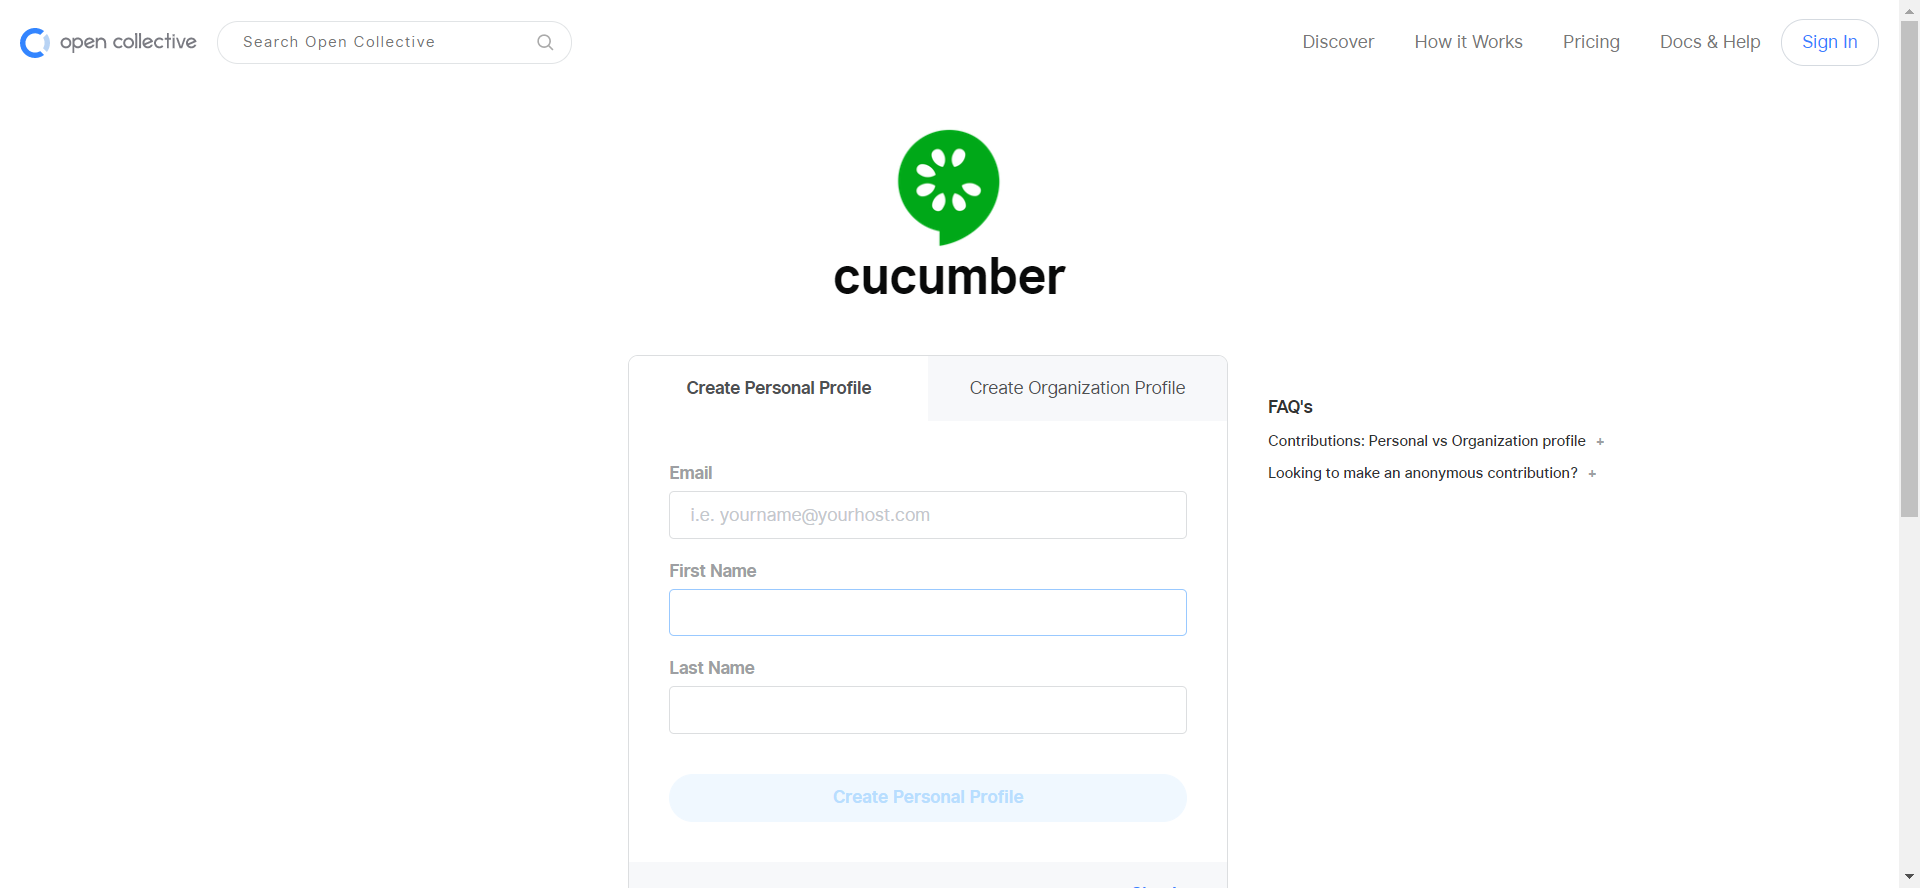 open collective
Search Open Collective
Discover
How it Works
Pricing
Docs & Help
Sign In
cucumber
Create Personal Profile
Create Organization Profile
Email
i.e. yourname@yourhost.com
First Name
Last Name
Create Personal Profile
FAQ's
Contributions: Personal vs Organization profile +
Looking to make an anonymous contribution? +